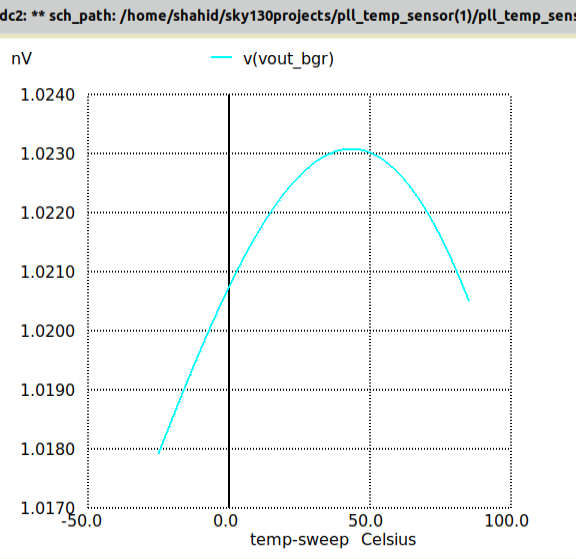 dc2: ** sch_path: /home/shahid/sky130projects/pll_temp_sensor(1)/pll_temp_sens
nV v(vout_bgr)
1.0240
1.0230
1.0220
1.0210
1.0200
1.0190
1.0180
1.0170
-50.0 0.0 50.0 100.0
temp-sweep Celsius